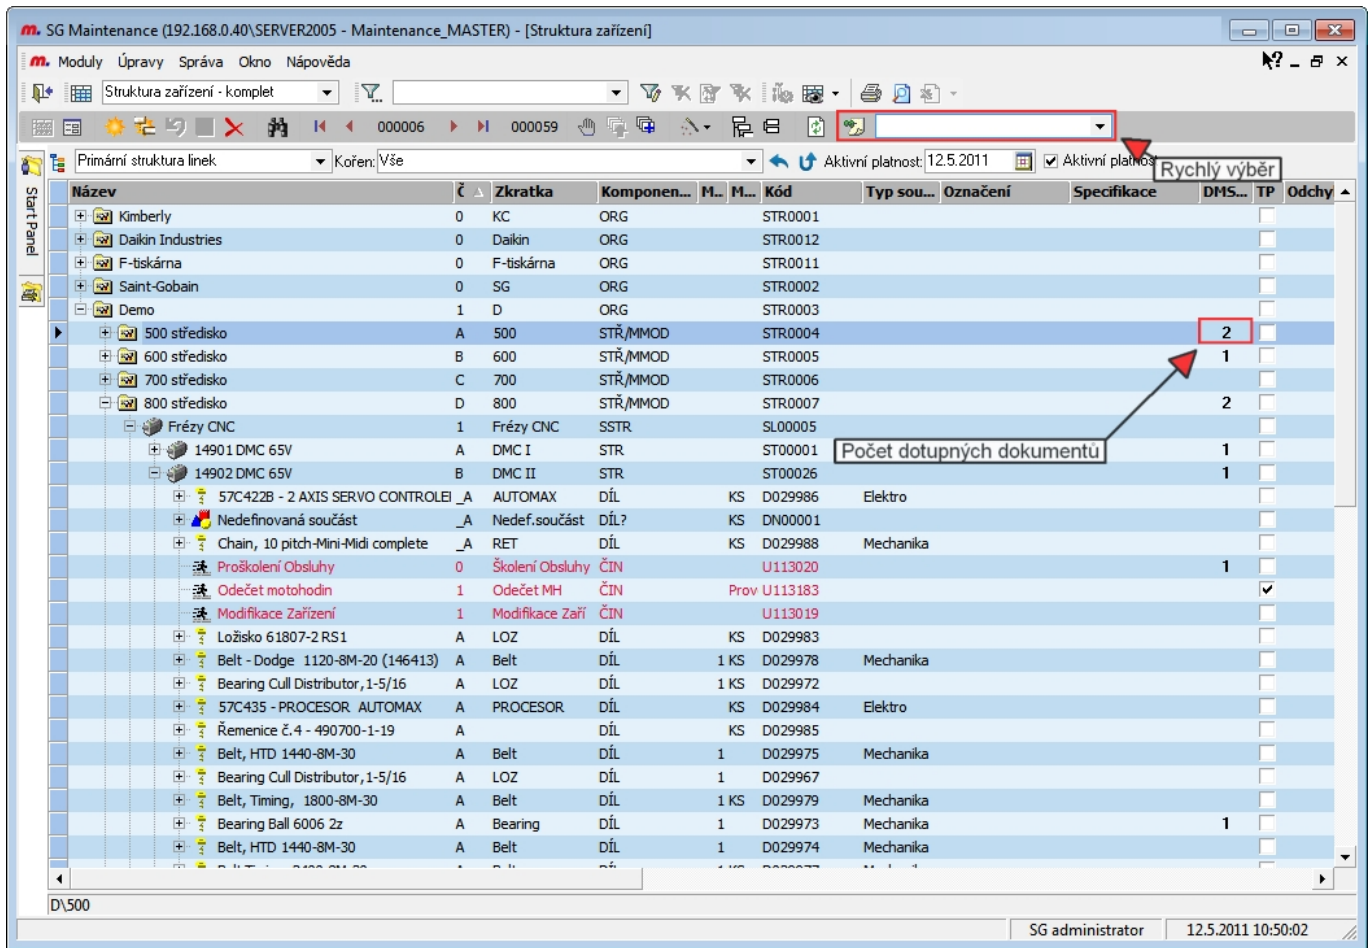 m. SG Maintenance (192.168.0.40\SERVER2005 - Maintenance_MASTER) - [Struktura zařízení]
m. Moduly Úpravy Správa Okno Nápověda
Struktura zařízení - komplet
000006 000059
Primární struktura linek Kořen: Vše Aktivní platnost: 12.5.2011 Aktivní platnost
Rychlý výběr
Start Panel
Název č Zkratka Komponen... M.. M... Kód Typ sou... Označení Specifikace DMS... TP Odchy
Kimberly 0 KC ORG STR0001
Daikin Industries 0 Daikin ORG STR0012
F-tiskárna 0 F-tiskárna ORG STR0011
Saint-Gobain 0 SG ORG STR0002
Demo 1 D ORG STR0003
500 středisko A 500 STŘ/MMOD STR0004 2
600 středisko B 600 STŘ/MMOD STR0005 1
700 středisko C 700 STŘ/MMOD STR0006
800 středisko D 800 STŘ/MMOD STR0007 2
Frézy CNC 1 Frézy CNC SSTR SL00005
14901 DMC 65V A DMC I STR ST00001 1
Počet dotupných dokumentů
14902 DMC 65V B DMC II STR ST00026 1
57C422B - 2 AXIS SERVO CONTROLEI _A AUTOMAX DÍL KS D029986 Elektro
Nedefinovaná součást _A Nedef.součást DÍL? KS DN00001
Chain, 10 pitch-Mini-Midi complete _A RET DÍL KS D029988 Mechanika
Proškolení Obsluhy 0 Školení Obsluhy ČIN U113020 1
Odečet motohodin 1 Odečet MH ČIN Prov U113183
Modifikace Zařízení 1 Modifikace Zaří ČIN U113019
Ložisko 61807-2 RS1 A LOZ DÍL KS D029983
Belt - Dodge 1120-8M-20 (146413) A Belt DÍL 1 KS D029978 Mechanika
Bearing Cull Distributor,1-5/16 A LOZ DÍL 1 KS D029972
57C435 - PROCESOR AUTOMAX A PROCESOR DÍL KS D029984 Elektro
Řemenice č.4 - 490700-1-19 A DÍL KS D029985
Belt, HTD 1440-8M-30 A Belt DÍL 1 D029975 Mechanika
Bearing Cull Distributor,1-5/16 A LOZ DÍL 1 D029967
Belt, Timing, 1800-8M-30 A Belt DÍL 1 KS D029979 Mechanika
Bearing Ball 6006 2z A Bearing DÍL 1 D029973 Mechanika 1
Belt, HTD 1440-8M-30 A Belt DÍL 1 D029974 Mechanika
D\500
SG administrator 12.5.2011 10:50:02